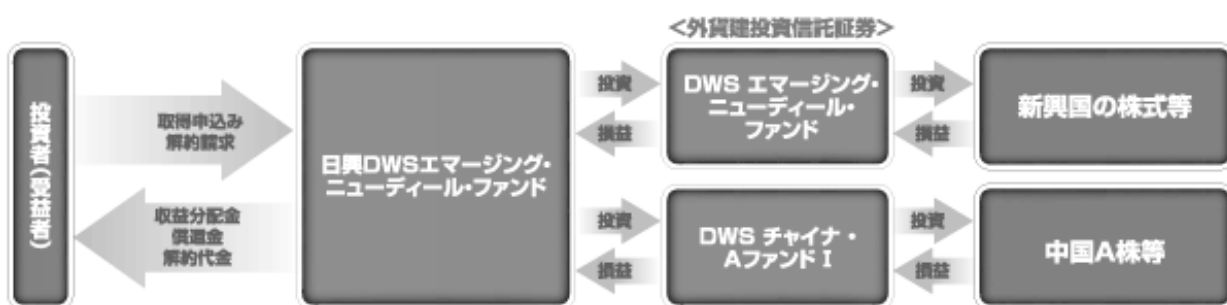 <外貨建投資信託証券>
投資者(受益者)
取得申込み
解約請求
収益分配金
償還金
解約代金
日興DWSエマージング・
ニューディール・ファンド
投資
損益
DWS エマージング・
ニューディール・
ファンド
投資
損益
新興国の株式等
投資
損益
DWS チャイナ・
AファンドⅠ
投資
損益
中国A株等